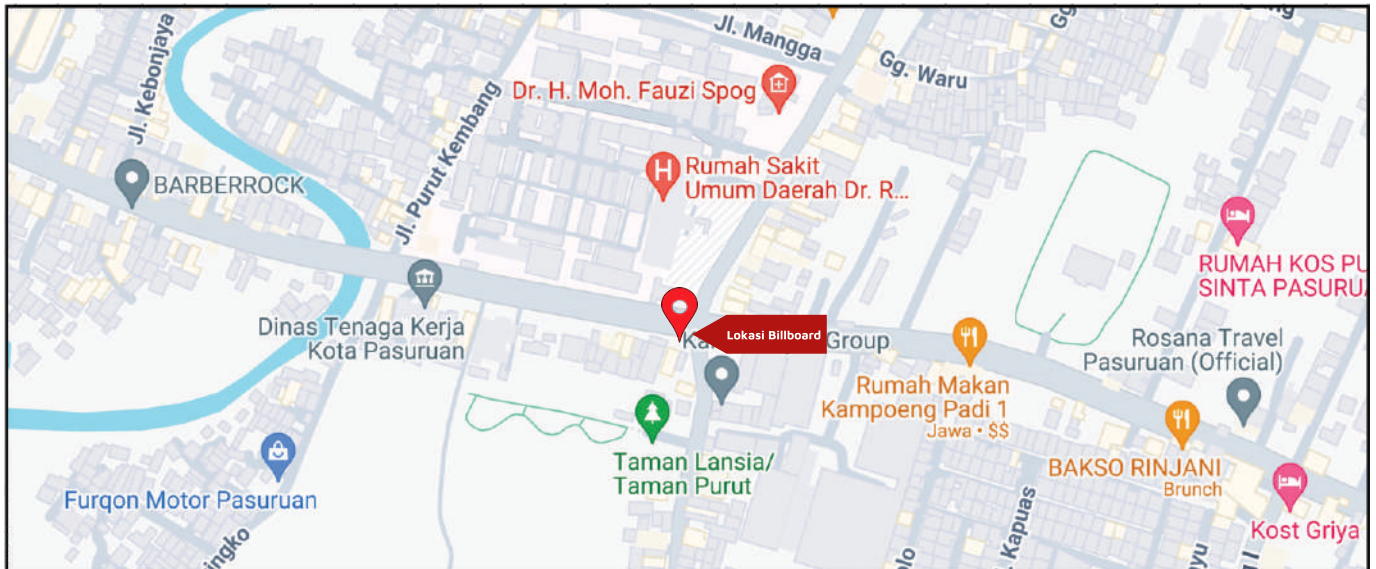 Jl. Kebonjaya
Jl. Mangga
Gg. Waru
Dr. H. Moh. Fauzi Spog
Jl. Purut Kembang
BARBERROCK
Rumah Sakit
Umum Daerah Dr. R...
Dinas Tenaga Kerja
Kota Pasuruan
Lokasi Billboard
Group
RUMAH KOS PU
SINTA PASURUA
Rosana Travel
Pasuruan (Official)
Rumah Makan
Kampoeng Padi 1
Jawa • $$
Taman Lansia/
Taman Purut
BAKSO RINJANI
Brunch
Furqon Motor Pasuruan
Kost Griya
Kapuas